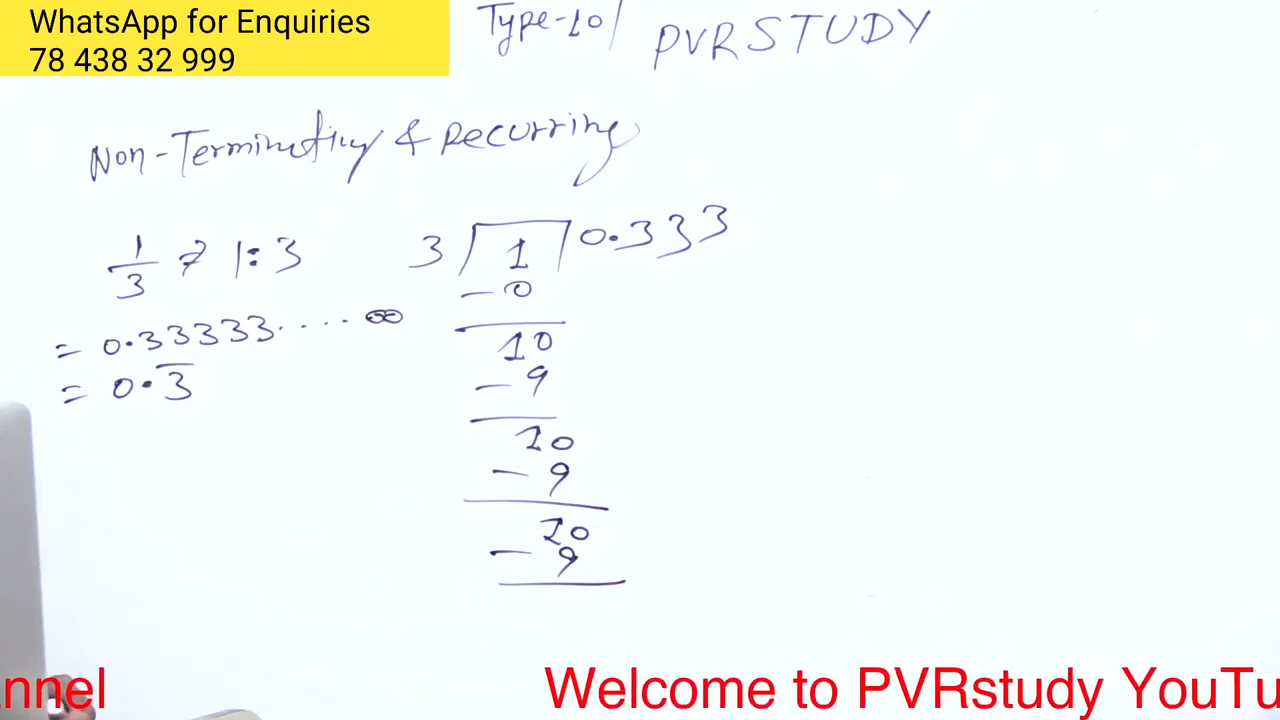 WhatsApp for Enquiries
78 438 32 999
Type-10/ PVRSTUDY
Non-Terminating & Recurring
1/3 ⇒ 1:3
= 0.33333..... ∞
= 0.3̅
3 | 1 | 0.333
- 0
10
- 9
10
- 9
10
- 9
nnel
Welcome to PVRstudy YouTu